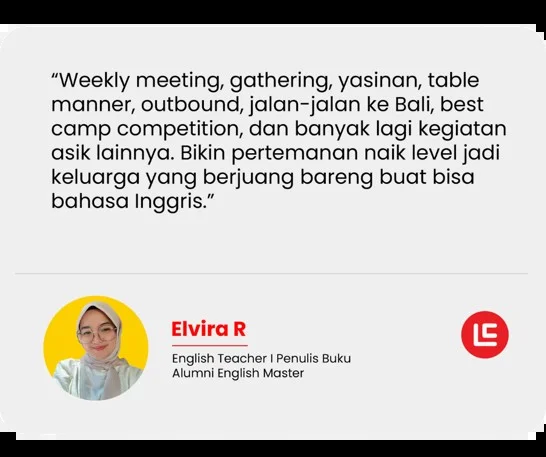 “Weekly meeting, gathering, yasinan, table
manner, outbound, jalan-jalan ke Bali, best
camp competition, dan banyak lagi kegiatan
asik lainnya. Bikin pertemanan naik level jadi
keluarga yang berjuang bareng buat bisa
bahasa Inggris.”
Elvira R
English Teacher I Penulis Buku
Alumni English Master
LE